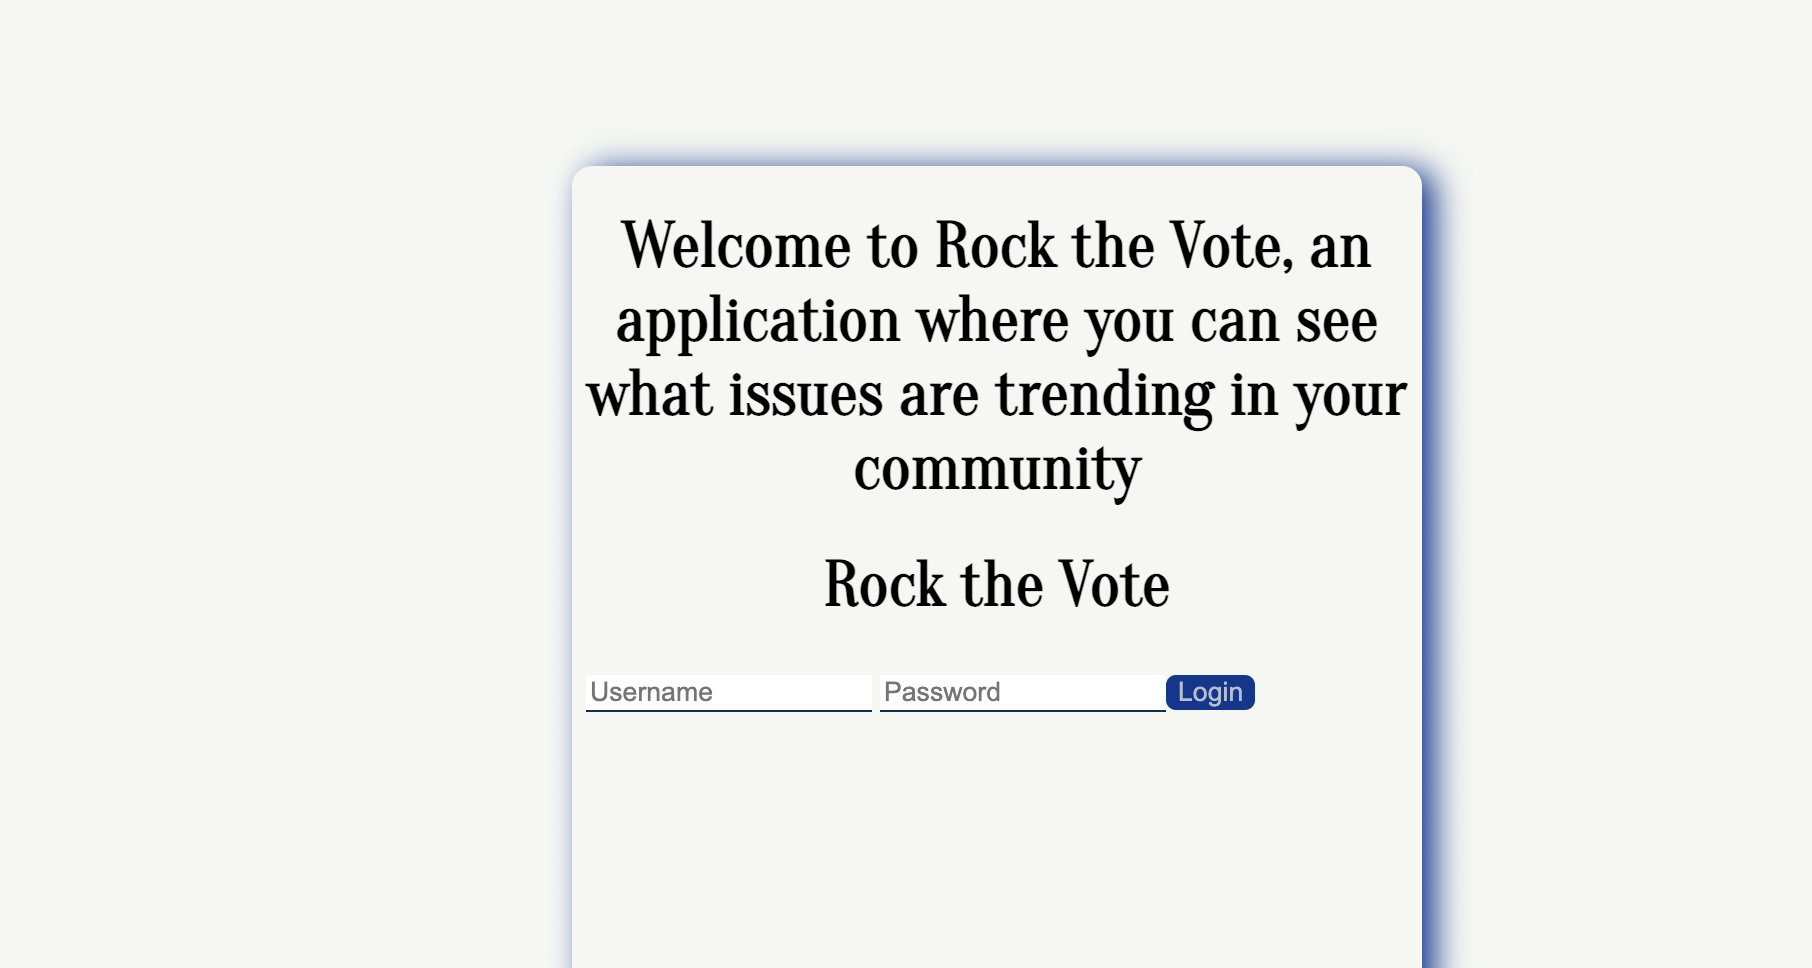 Welcome to Rock the Vote, an
application where you can see
what issues are trending in your
community
Rock the Vote
Username Password Login